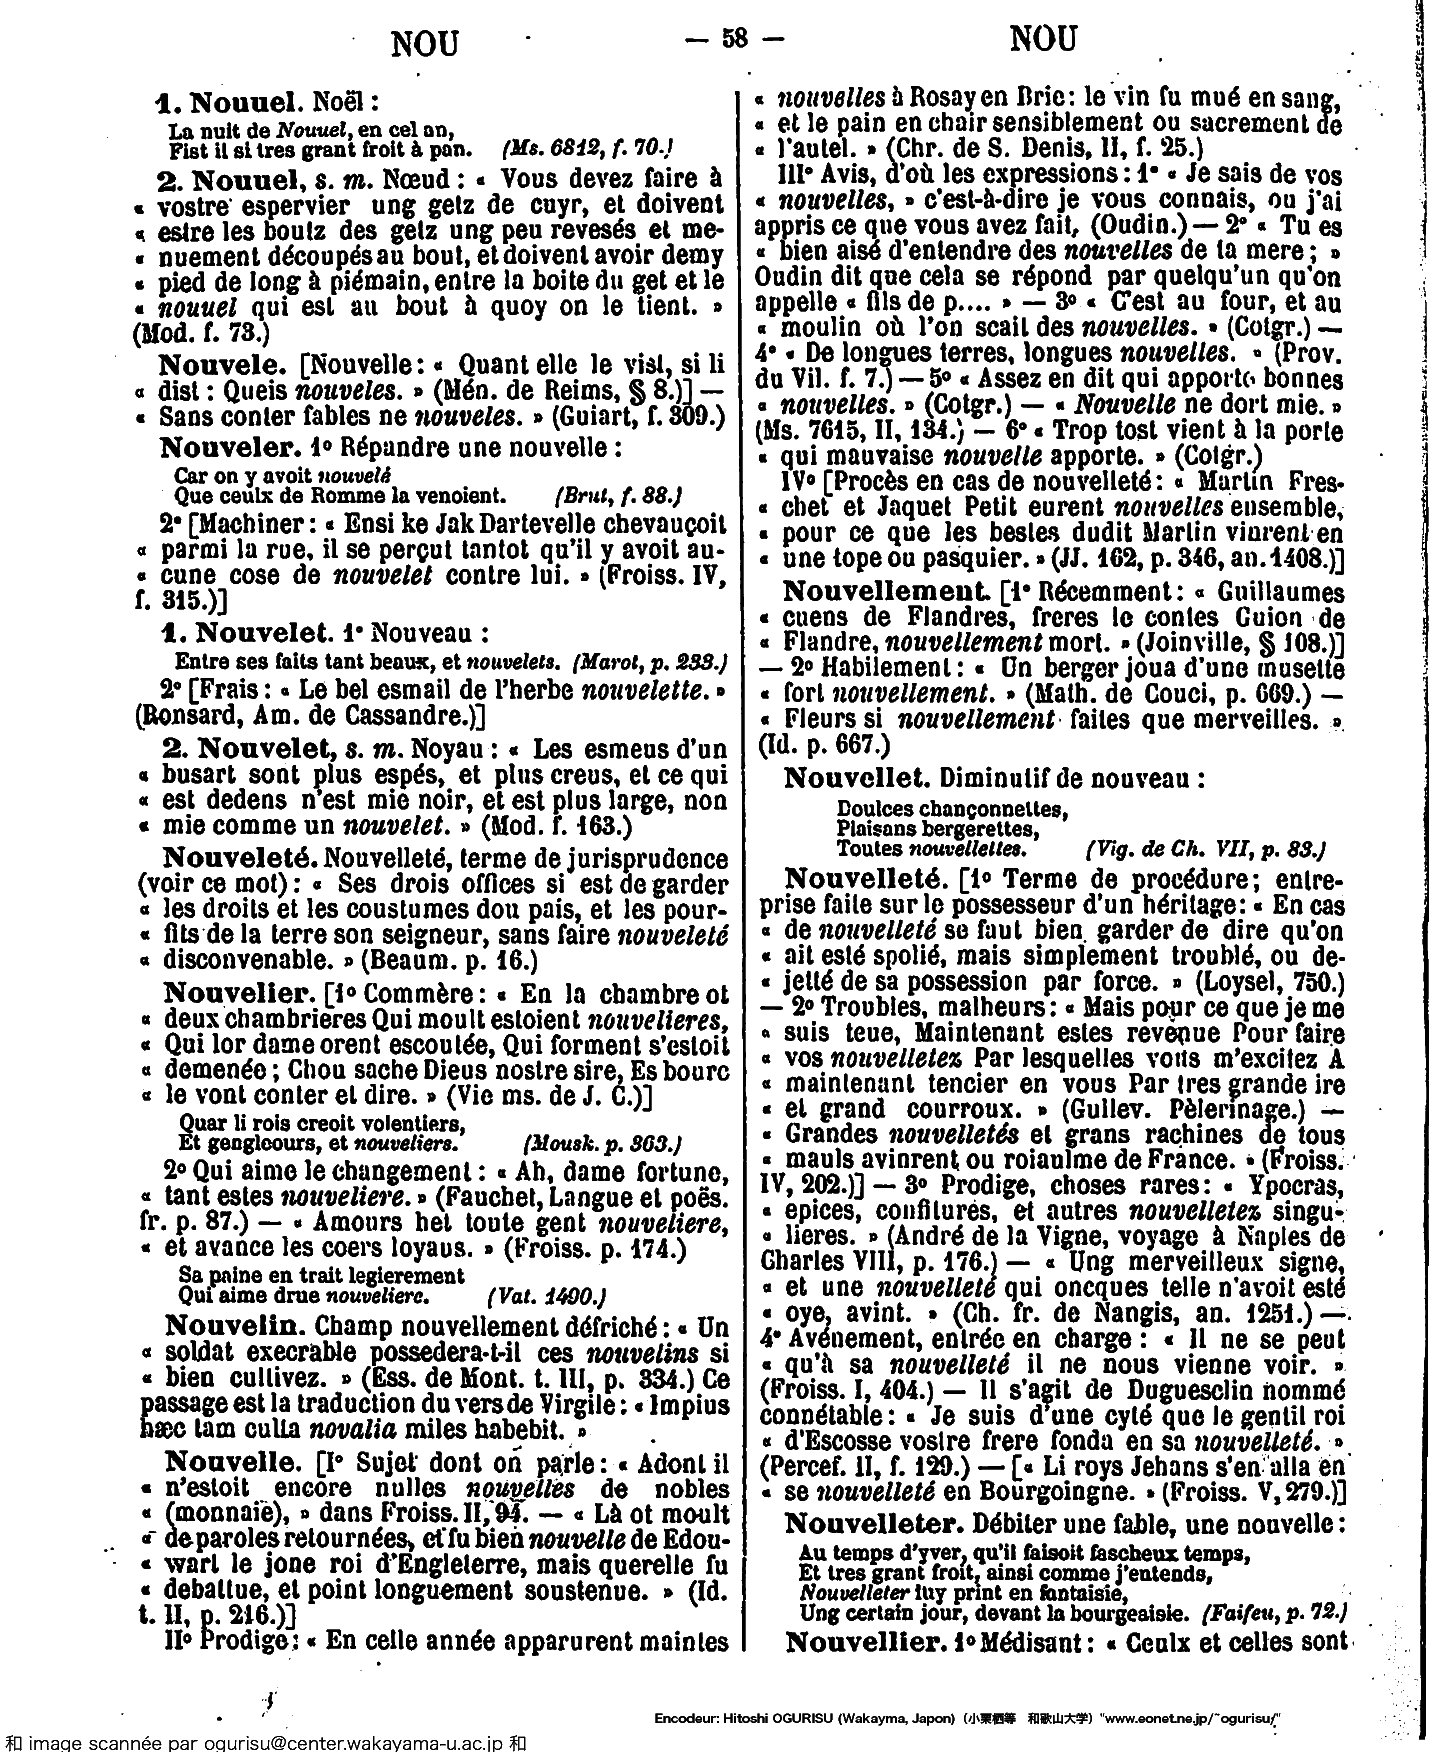 NOU
— 58 —
NOU
1. Nouuel. Noël :
La nuit de Nouuel, en cel an,
Fist il si tres grant froit à pan. (Ms. 6812, f. 70.)
2. Nouuel, s. m. Nœud : « Vous devez faire à
« vostre espervier ung getz de cuyr, et doivent
« estre les boutz des getz ung peu revesés et me-
« nuement découpés au bout, et doivent avoir demy
« pied de long à piémain, entre la boite du get et le
« nouuel qui est au bout à quoy on le tient. »
(Mod. f. 73.)
Nouvele. [Nouvelle : « Quant elle le vist, si li
« dist : Queis nouveles. » (Mén. de Reims, § 8.)] —
« Sans conter fables ne nouveles. » (Guiart, f. 309.)
Nouveler. 1º Répandre une nouvelle :
Car on y avoit nouvelé
Que ceulx de Romme la venoient. (Brut, f. 88.)
2º [Machiner : « Ensi ke Jak Dartevelle chevauçoit
« parmi la rue, il se perçut tantot qu'il y avoit au-
« cune cose de nouvelet contre lui. » (Froiss. IV,
f. 315.)]
1. Nouvelet. 1º Nouveau :
Entre ses faits tant beaux, et nouvelets. (Marot, p. 233.)
2º [Frais : « Le bel esmail de l'herbe nouvelette. »
(Ronsard, Am. de Cassandre.)]
2. Nouvelet, s. m. Noyau : « Les esmeus d'un
« busart sont plus espés, et plus creus, et ce qui
« est dedens n'est mie noir, et est plus large, non
« mie comme un nouvelet. » (Mod. f. 163.)
Nouveleté. Nouvelleté, terme de jurisprudence
(voir ce mot) : « Ses drois offices si est de garder
« les droits et les coustumes dou pais, et les pour-
« fits de la terre son seigneur, sans faire nouveleté
« disconvenable. » (Beaum. p. 16.)
Nouvelier. [1º Commère : « En la chambre ot
« deux chambrieres Qui moult estoient nouvelieres,
« Qui lor dame orent escoutée, Qui forment s'estoit
« demenée ; Chou sache Dieus nostre sire, Es bourc
« le vont conter et dire. » (Vie ms. de J. C.)]
Quar li rois creoit volentiers,
Et gengleours, et nouveliers. (Mousk. p. 363.)
2º Qui aime le changement : « Ah, dame fortune,
« tant estes nouveliere. » (Fauchet, Langue et poës.
fr. p. 87.) — « Amours het toute gent nouveliere,
« et avance les coers loyaus. » (Froiss. p. 174.)
Sa paine en trait legierement
Qui aime drue nouveliere. (Vat. 1490.)
Nouvelin. Champ nouvellement défriché : « Un
« soldat execrable possedera-t-il ces nouvelins si
« bien cultivez. » (Ess. de Mont. t. III, p. 334.) Ce
passage est la traduction du vers de Virgile : « Impius
hæc tam culta novalia miles habebit. »
Nouvelle. [Iº Sujet dont on parle : « Adont il
« n'estoit encore nulles nouvelles de nobles
« (monnaie), » dans Froiss. II, 94. — « Là ot moult
« de paroles retournées, et fu bien nouvelle de Edou-
« wart le jone roi d'Engleterre, mais querelle fu
« debattue, et point longuement soustenue. » (Id.
t. II, p. 216.)]
IIº Prodige : « En celle année apparurent maintes
« nouvelles à Rosay en Brie : le vin fu mué en sang,
« et le pain en chair sensiblement ou sacrement de
« l'autel. » (Chr. de S. Denis, II, f. 25.)
IIIº Avis, d'où les expressions : 1º « Je sais de vos
« nouvelles, » c'est-à-dire je vous connais, ou j'ai
appris ce que vous avez fait, (Oudin.) — 2º « Tu es
« bien aisé d'entendre des nouvelles de ta mere ; »
Oudin dit que cela se répond par quelqu'un qu'on
appelle « fils de p.... » — 3º « C'est au four, et au
« moulin où l'on scait des nouvelles. » (Cotgr.) —
4º « De longues terres, longues nouvelles. » (Prov.
du Vil. f. 7.) — 5º « Assez en dit qui apporte bonnes
« nouvelles. » (Cotgr.) — « Nouvelle ne dort mie. »
(Ms. 7615, II, 134.) — 6º « Trop tost vient à la porte
« qui mauvaise nouvelle apporte. » (Cotgr.)
IVº [Procès en cas de nouvelleté : « Martin Fres-
« chet et Jaquet Petit eurent nouvelles ensemble,
« pour ce que les bestes dudit Martin vinrent en
« une tope ou pasquier. » (JJ. 162, p. 346, an. 1408.)]
Nouvellement. [1º Récemment : « Guillaumes
« cuens de Flandres, freres le contes Guion de
« Flandre, nouvellement mort. » (Joinville, § 108.)]
— 2º Habilement : « Un berger joua d'une musette
« fort nouvellement. » (Math. de Couci, p. 669.) —
« Fleurs si nouvellement faites que merveilles. »
(Id. p. 667.)
Nouvellet. Diminutif de nouveau :
Doulces chançonnettes,
Plaisans bergerettes,
Toutes nouvellettes. (Vig. de Ch. VII, p. 83.)
Nouvelleté. [1º Terme de procédure ; entre-
prise faite sur le possesseur d'un héritage : « En cas
« de nouvelleté se faut bien garder de dire qu'on
« ait esté spolié, mais simplement troublé, ou de-
« jetté de sa possession par force. » (Loysel, 750.)
— 2º Troubles, malheurs : « Mais pour ce que je me
« suis teue, Maintenant estes revenue Pour faire
« vos nouvelletez Par lesquelles vous m'excitez A
« maintenant tencier en vous Par tres grande ire
« et grand courroux. » (Gullev. Pèlerinage.) —
« Grandes nouvelletés et grans rachines de tous
« mauls avinrent ou roiaulme de France. » (Froiss.
IV, 202.)] — 3º Prodige, choses rares : « Ypocras,
« epices, confitures, et autres nouvelletez singu-
« lieres. » (André de la Vigne, voyage à Naples de
Charles VIII, p. 176.) — « Ung merveilleux signe,
« et une nouvelleté qui oncques telle n'avoit esté
« oye, avint. » (Ch. fr. de Nangis, an. 1251.) —
4º Avénement, entrée en charge : « Il ne se peut
« qu'à sa nouvelleté il ne nous vienne voir. »
(Froiss. I, 404.) — Il s'agit de Duguesclin nommé
connétable : « Je suis d'une cyté que le gentil roi
« d'Escosse vostre frere fonda en sa nouvelleté. »
(Percef. II, f. 129.) — [« Li roys Jehans s'en alla en
« se nouvelleté en Bourgoingne. » (Froiss. V, 279.)]
Nouvelleter. Débiter une fable, une nouvelle :
Au temps d'yver, qu'il faisoit fascheux temps,
Et tres grant froit, ainsi comme j'entends,
Nouvelleter luy print en fantaisie,
Ung certain jour, devant la bourgeaisie. (Faifeu, p. 72.)
Nouvellier. 1º Médisant : « Ceulx et celles sont
Encodeur: Hitoshi OGURISU (Wakayma, Japon) (小栗栖等 和歌山大学) "www.eonet.ne.jp/~ogurisu/"
和 image scannée par ogurisu@center.wakayama-u.ac.jp 和